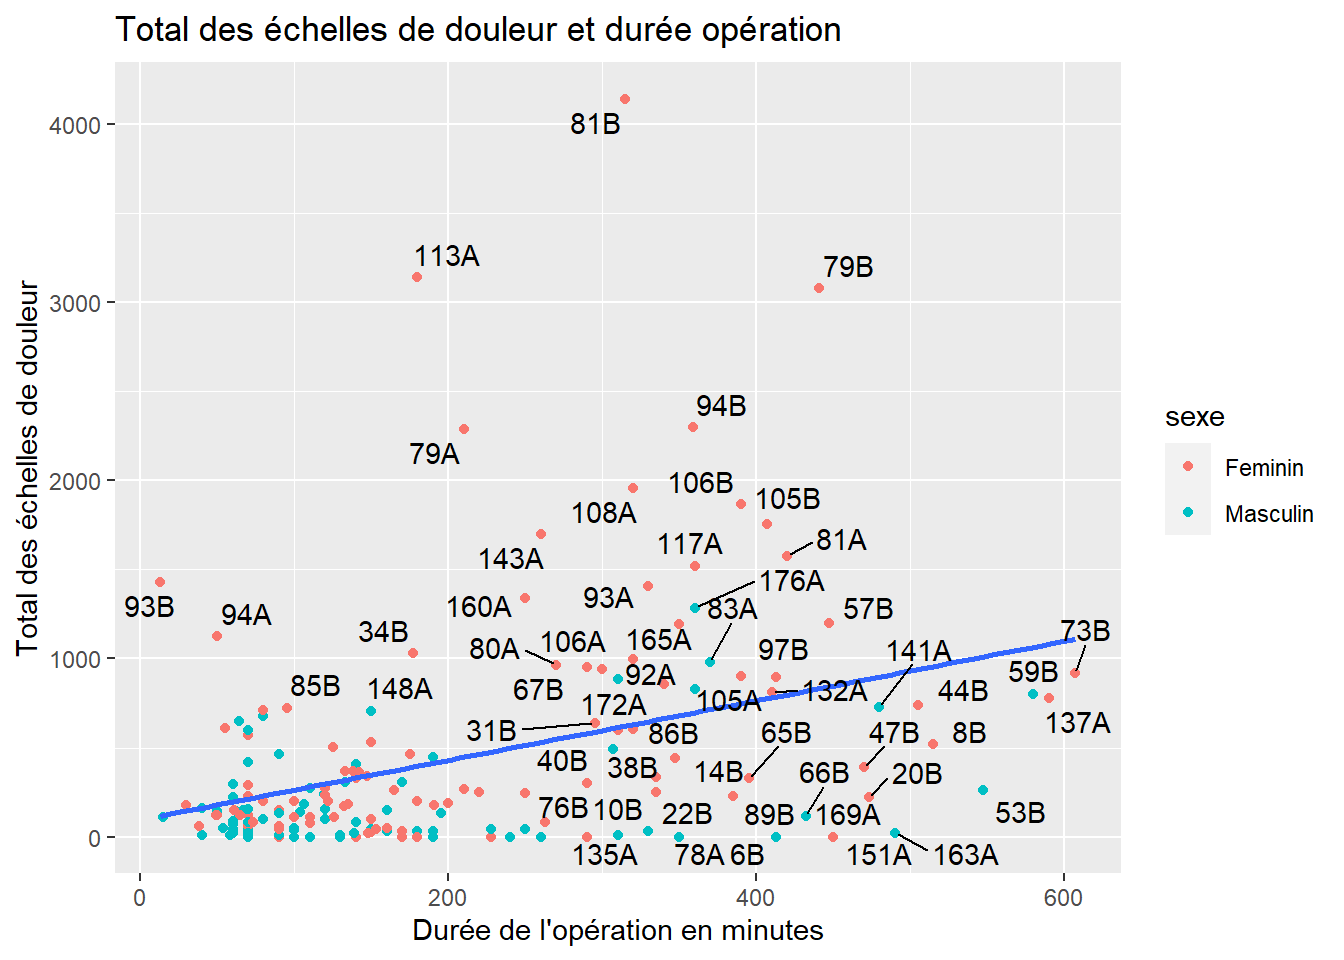 Total des échelles de douleur et durée opération
Total des échelles de douleur
4000
3000
2000
1000
0
81B
113A
79B
94B
79A
106B
105B
108A
81A
117A
143A
176A
93A
93B
160A
83A
57B
94A
34B
106A
165A
73B
80A
97B
141A
92A
59B
85B
148A
67B
105A
132A
44B
172A
31B
86B
65B
47B
8B
137A
40B
38B
14B
66B
20B
76B
10B
22B
89B
169A
53B
135A
78A
6B
151A
163A
0
200
400
600
Durée de l'opération en minutes
sexe
Feminin
Masculin